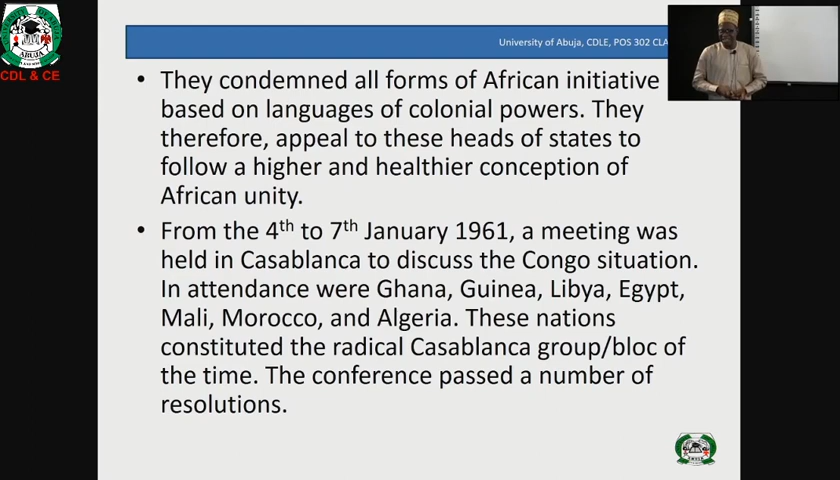 ABUJA
CDL & CE
University of Abuja, CDLE, POS 302 CLA
• They condemned all forms of African initiative
based on languages of colonial powers. They
therefore, appeal to these heads of states to
follow a higher and healthier conception of
African unity.
• From the 4th to 7th January 1961, a meeting was
held in Casablanca to discuss the Congo situation.
In attendance were Ghana, Guinea, Libya, Egypt,
Mali, Morocco, and Algeria. These nations
constituted the radical Casablanca group/bloc of
the time. The conference passed a number of
resolutions.